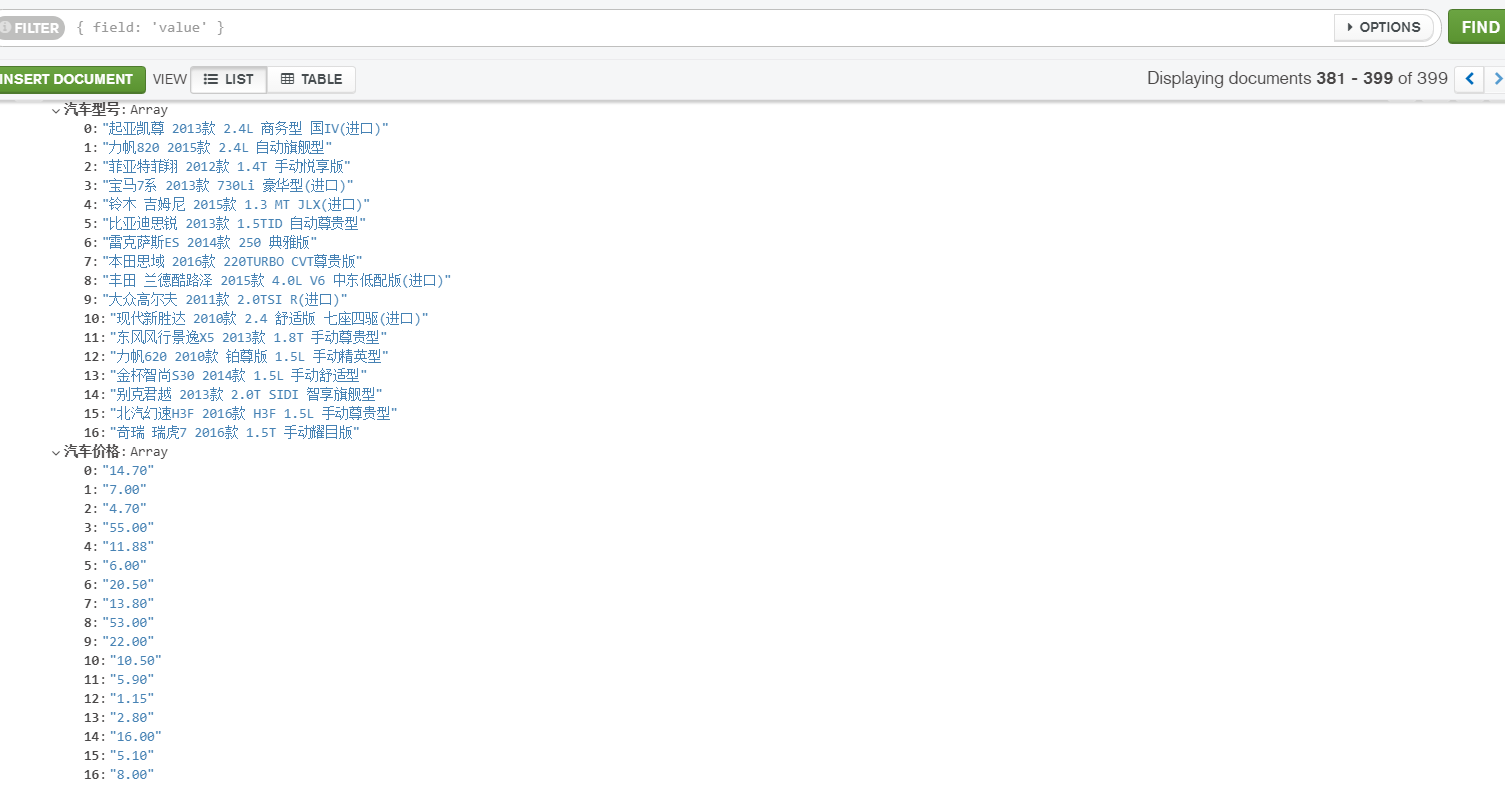 FILTER { field: 'value' } OPTIONS FIND
INSERT DOCUMENT VIEW LIST TABLE Displaying documents 381 - 399 of 399
汽车型号: Array
0: "起亚凯尊 2013款 2.4L 商务型 国IV(进口)"
1: "力帆820 2015款 2.4L 自动旗舰型"
2: "菲亚特菲翔 2012款 1.4T 手动悦享版"
3: "宝马7系 2013款 730Li 豪华型(进口)"
4: "铃木 吉姆尼 2015款 1.3 MT JLX(进口)"
5: "比亚迪思锐 2013款 1.5TID 自动尊贵型"
6: "雷克萨斯ES 2014款 250 典雅版"
7: "本田思域 2016款 220TURBO CVT尊贵版"
8: "丰田 兰德酷路泽 2015款 4.0L V6 中东低配版(进口)"
9: "大众高尔夫 2011款 2.0TSI R(进口)"
10: "现代新胜达 2010款 2.4 舒适版 七座四驱(进口)"
11: "东风风行景逸X5 2013款 1.8T 手动尊贵型"
12: "力帆620 2010款 铂尊版 1.5L 手动精英型"
13: "金杯智尚S30 2014款 1.5L 手动舒适型"
14: "别克君越 2013款 2.0T SIDI 智享旗舰型"
15: "北汽幻速H3F 2016款 H3F 1.5L 手动尊贵型"
16: "奇瑞 瑞虎7 2016款 1.5T 手动耀目版"
汽车价格: Array
0: "14.70"
1: "7.00"
2: "4.70"
3: "55.00"
4: "11.88"
5: "6.00"
6: "20.50"
7: "13.80"
8: "53.00"
9: "22.00"
10: "10.50"
11: "5.90"
12: "1.15"
13: "2.80"
14: "16.00"
15: "5.10"
16: "8.00"